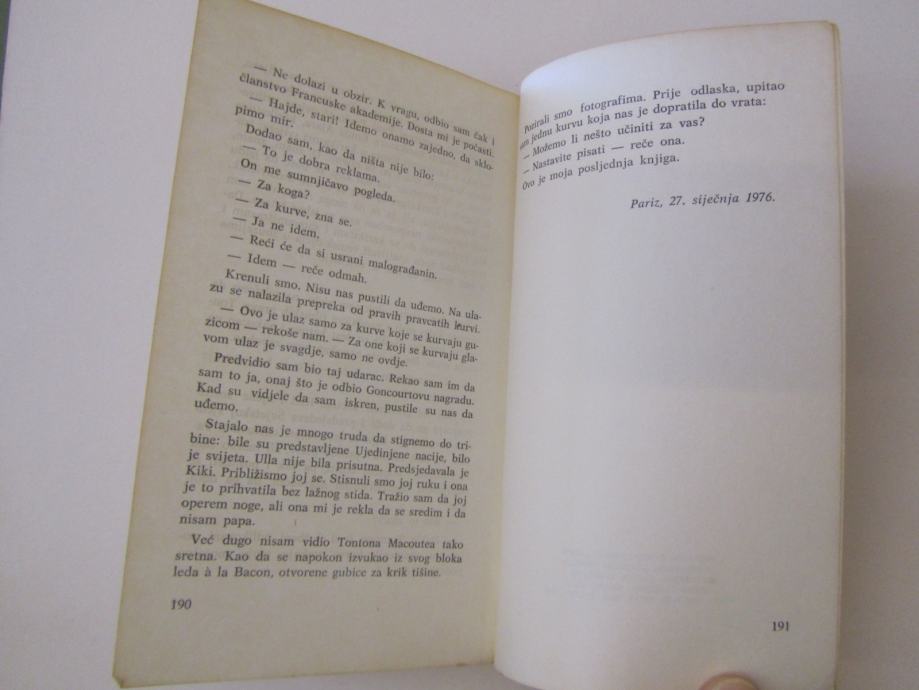 — Ne dolazi u obzir. K vragu, odbio sam čak i
članstvo Francuske akademije. Dosta mi je počasti.
— Hajde, stari! Idemo onamo zajedno, da sklo-
pimo mir.
Dodao sam, kao da ništa nije bilo:
— To je dobra reklama.
On me sumnjičavo pogleda.
— Za koga?
— Za kurve, zna se.
— Ja ne idem.
— Reći će da si usrani malograđanin.
— Idem — reče odmah.
Krenuli smo. Nisu nas pustili da uđemo. Na ula-
zu se nalazila prepreka od pravih pravcatih kurvi.
— Ovo je ulaz samo za kurve koje se kurvaju gu-
zicom — rekoše nam. — Za one koji se kurvaju gla-
vom ulaz je svagdje, samo ne ovdje.
Predvidio sam bio taj udarac. Rekao sam im da
sam to ja, onaj što je odbio Goncourtovu nagradu.
Kad su vidjele da sam iskren, pustile su nas da
uđemo.
Stajalo nas je mnogo truda da stignemo do tri-
bine: bile su predstavljene Ujedinjene nacije, bilo
je svijeta. Ulla nije bila prisutna. Predsjedavala je
Kiki. Približismo joj se. Stisnuli smo joj ruku i ona
je to prihvatila bez lažnog stida. Tražio sam da joj
operem noge, ali ona mi je rekla da se sredim i da
nisam papa.
Već dugo nisam vidio Tontona Macoutea tako
sretna. Kao da se napokon izvukao iz svog bloka
leda à la Bacon, otvorene gubice za krik tišine.
190
Pozirali smo fotografima. Prije odlaska, upitao
sam jednu kurvu koja nas je dopratila do vrata:
— Možemo li nešto učiniti za vas?
— Nastavite pisati — reče ona.
Ovo je moja posljednja knjiga.
Pariz, 27. siječnja 1976.
191